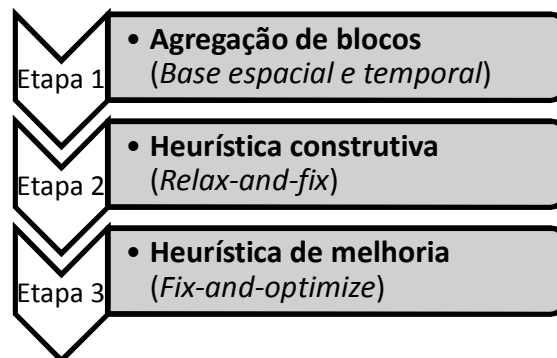 Etapa 1
• Agregação de blocos
(Base espacial e temporal)
Etapa 2
• Heurística construtiva
(Relax-and-fix)
Etapa 3
• Heurística de melhoria
(Fix-and-optimize)